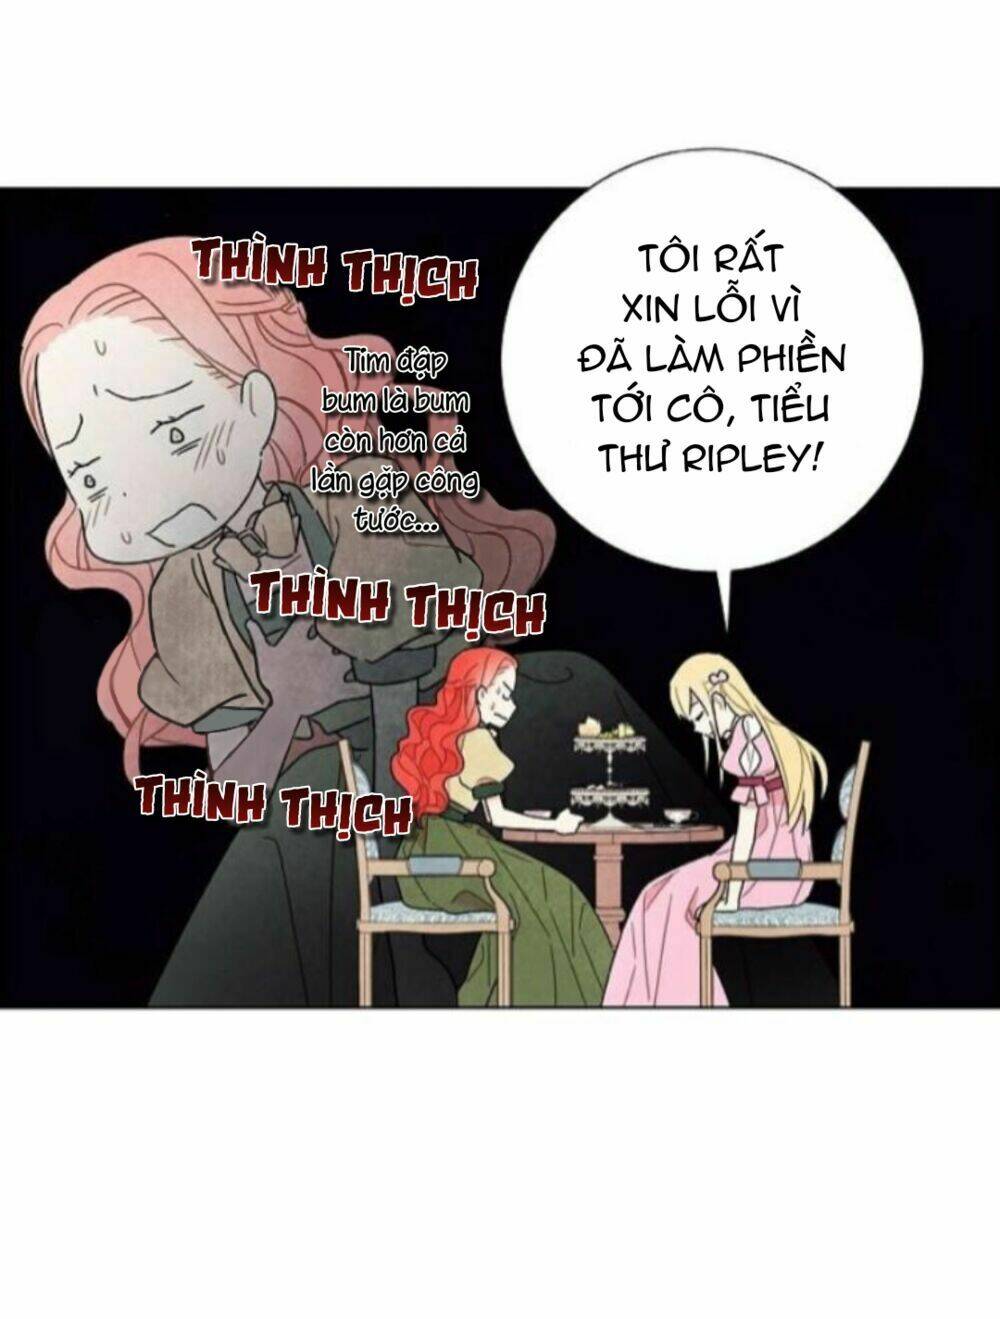 THÌNH THỊCH
Tim đập
bum là bum
còn hơn cả
lần gặp công
tước...
TÔI RẤT
XIN LỖI VÌ
ĐÃ LÀM PHIỀN
TỚI CÔ, TIỂU
THƯ RIPLEY!
THÌNH THỊCH
THÌNH THỊCH